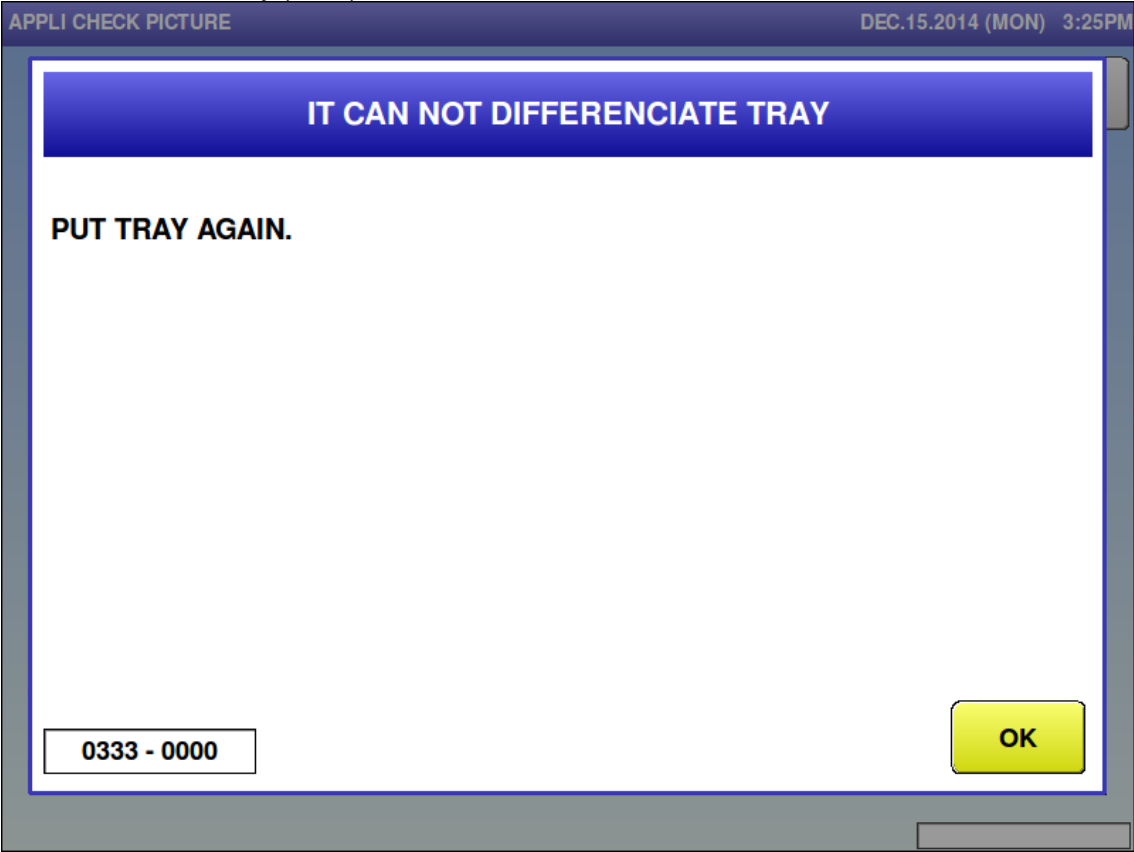 APPLI CHECK PICTURE DEC.15.2014 (MON) 3:25PM
IT CAN NOT DIFFERENCIATE TRAY
PUT TRAY AGAIN.
0333 - 0000
OK